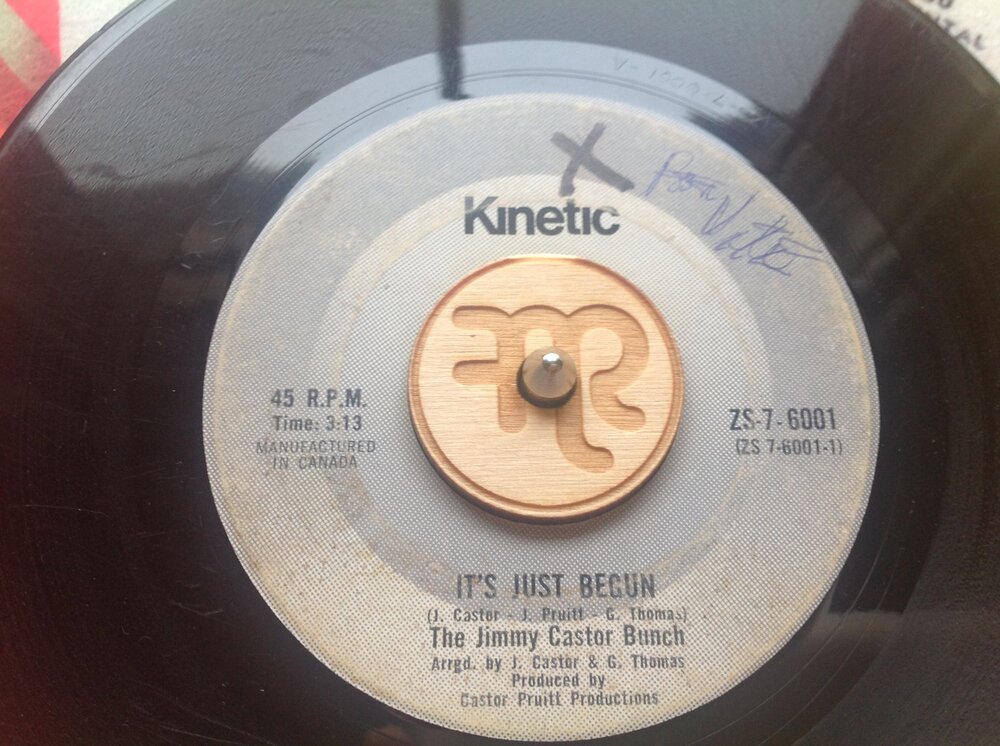 X
Kinetic
45 R.P.M.
Time: 3:13
MANUFACTURED
IN CANADA
ZS-7-6001
(ZS 7-6001-1)
IT'S JUST BEGUN
(J. Castor - J. Pruitt - G. Thomas)
The Jimmy Castor Bunch
Arrgd. by J. Castor & G. Thomas
Produced by
Castor Pruitt Productions